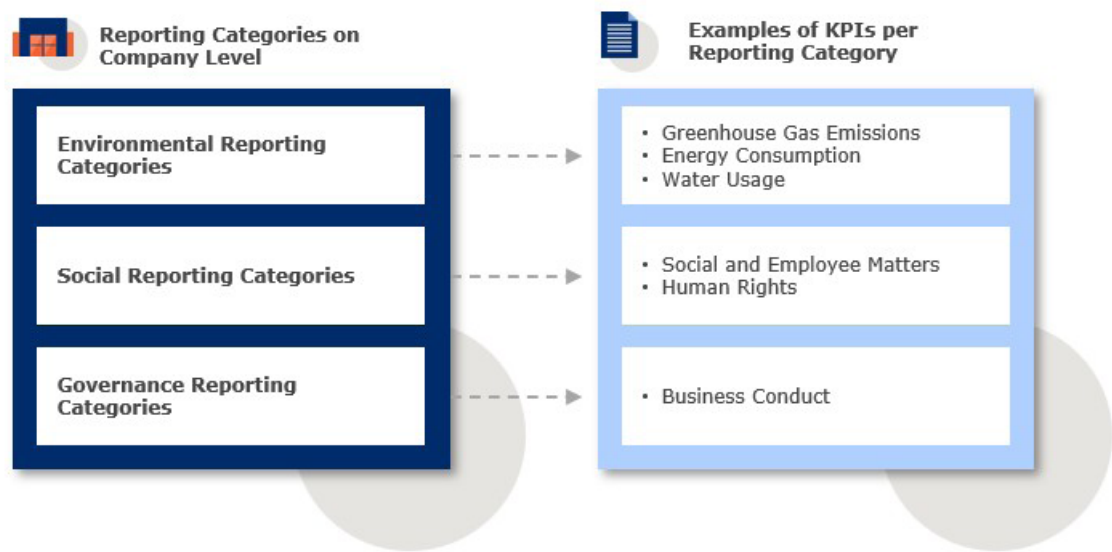 Reporting Categories on
Company Level
Examples of KPIs per
Reporting Category
Environmental Reporting
Categories
• Greenhouse Gas Emissions
• Energy Consumption
• Water Usage
Social Reporting Categories
• Social and Employee Matters
• Human Rights
Governance Reporting
Categories
• Business Conduct